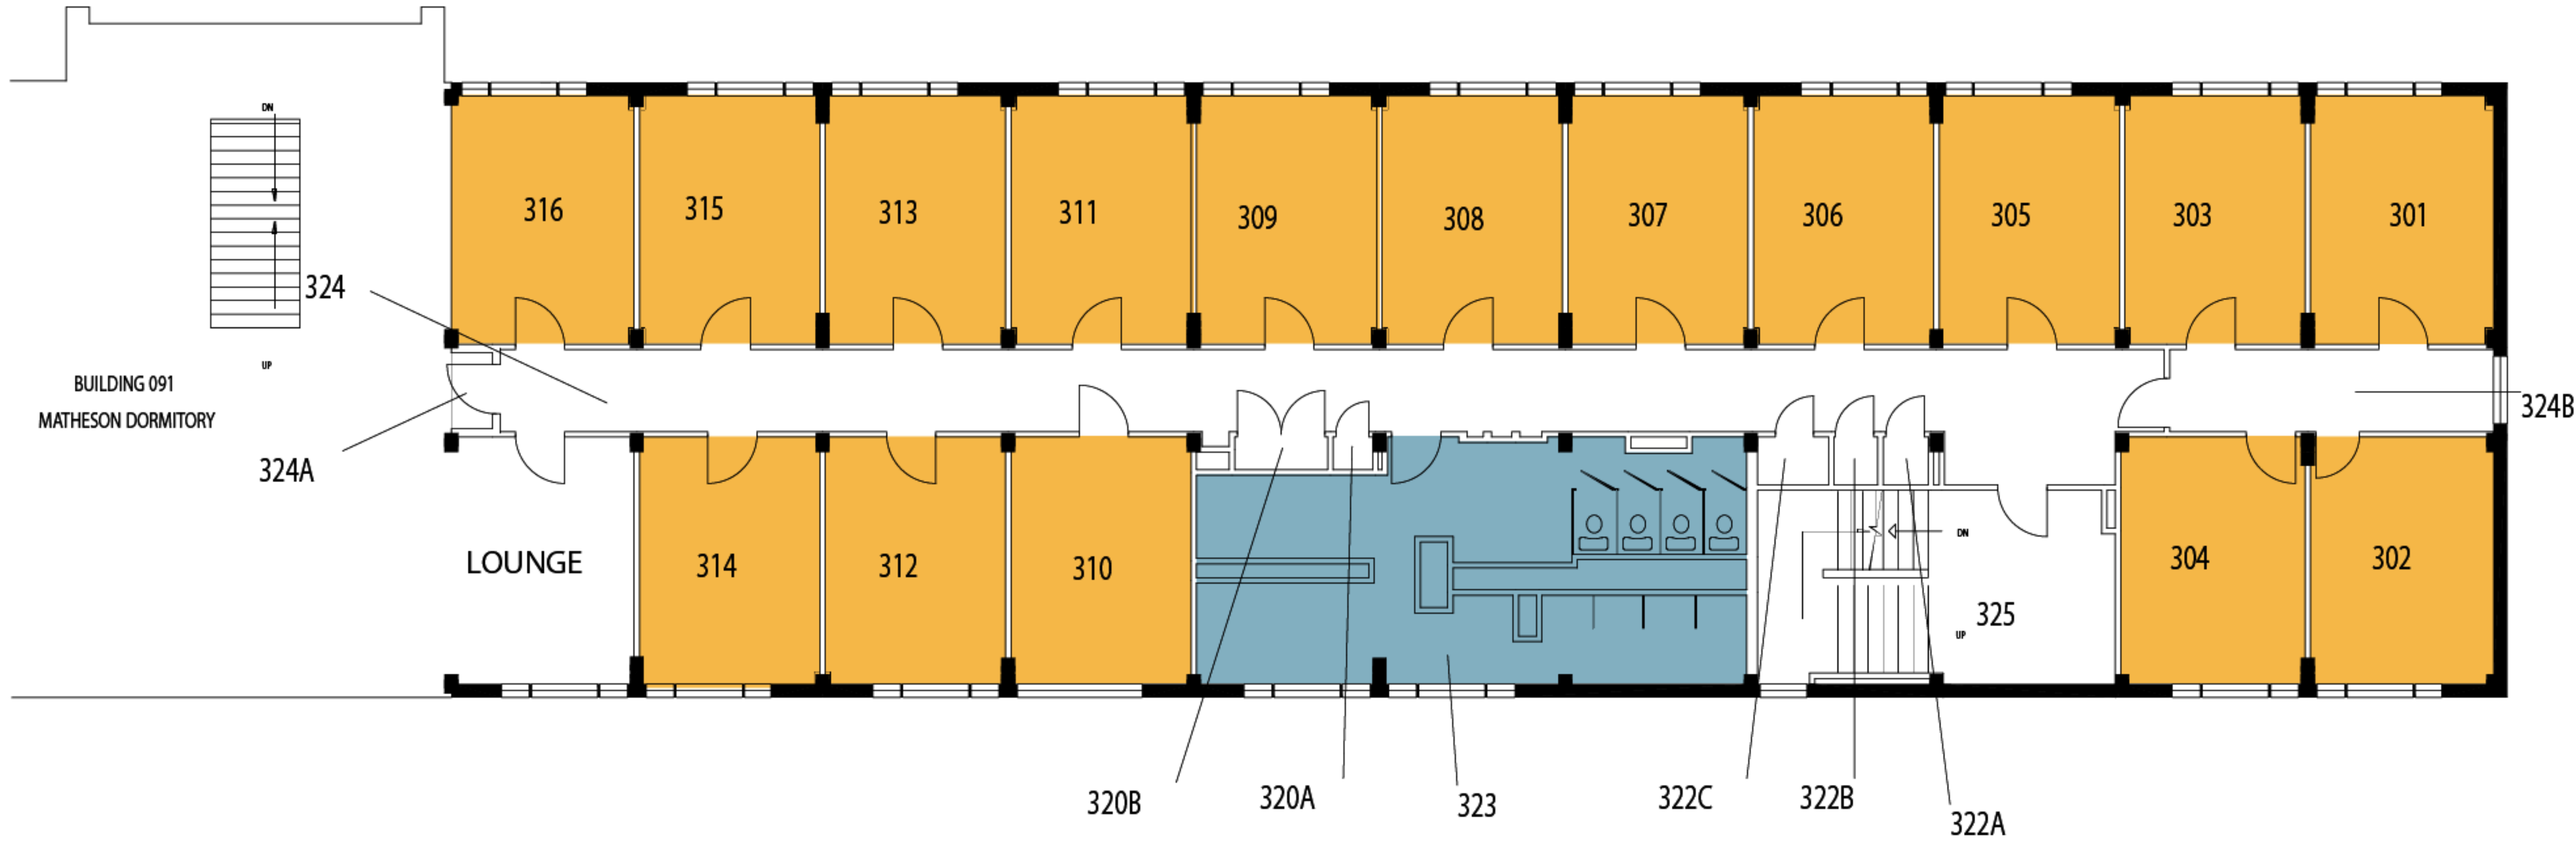 DN
316
315
313
311
309
308
307
306
305
303
301
324
UP
BUILDING 091
MATHESON DORMITORY
324A
324B
LOUNGE
314
312
310
DN
325
UP
304
302
320B
320A
323
322C
322B
322A